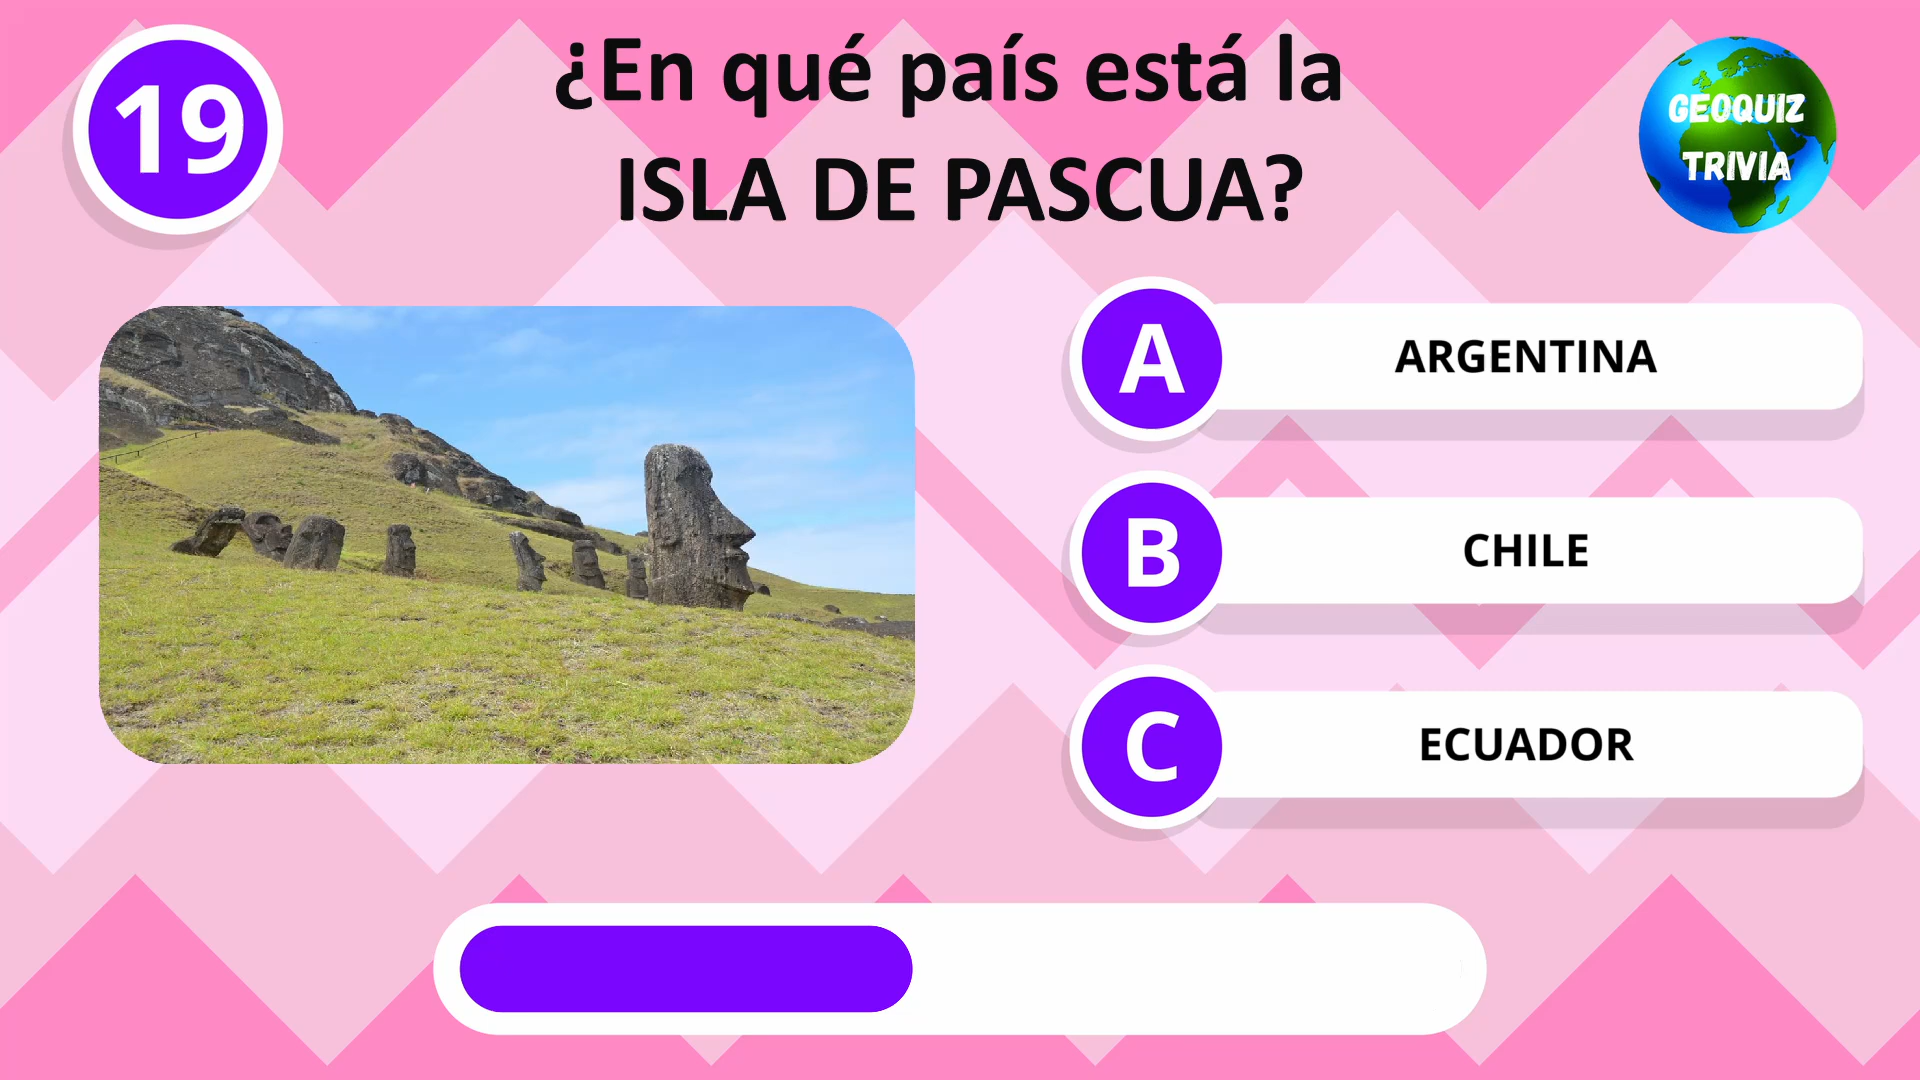 19
¿En qué país está la
ISLA DE PASCUA?
GEOQUIZ
TRIVIA
A
ARGENTINA
B
CHILE
C
ECUADOR